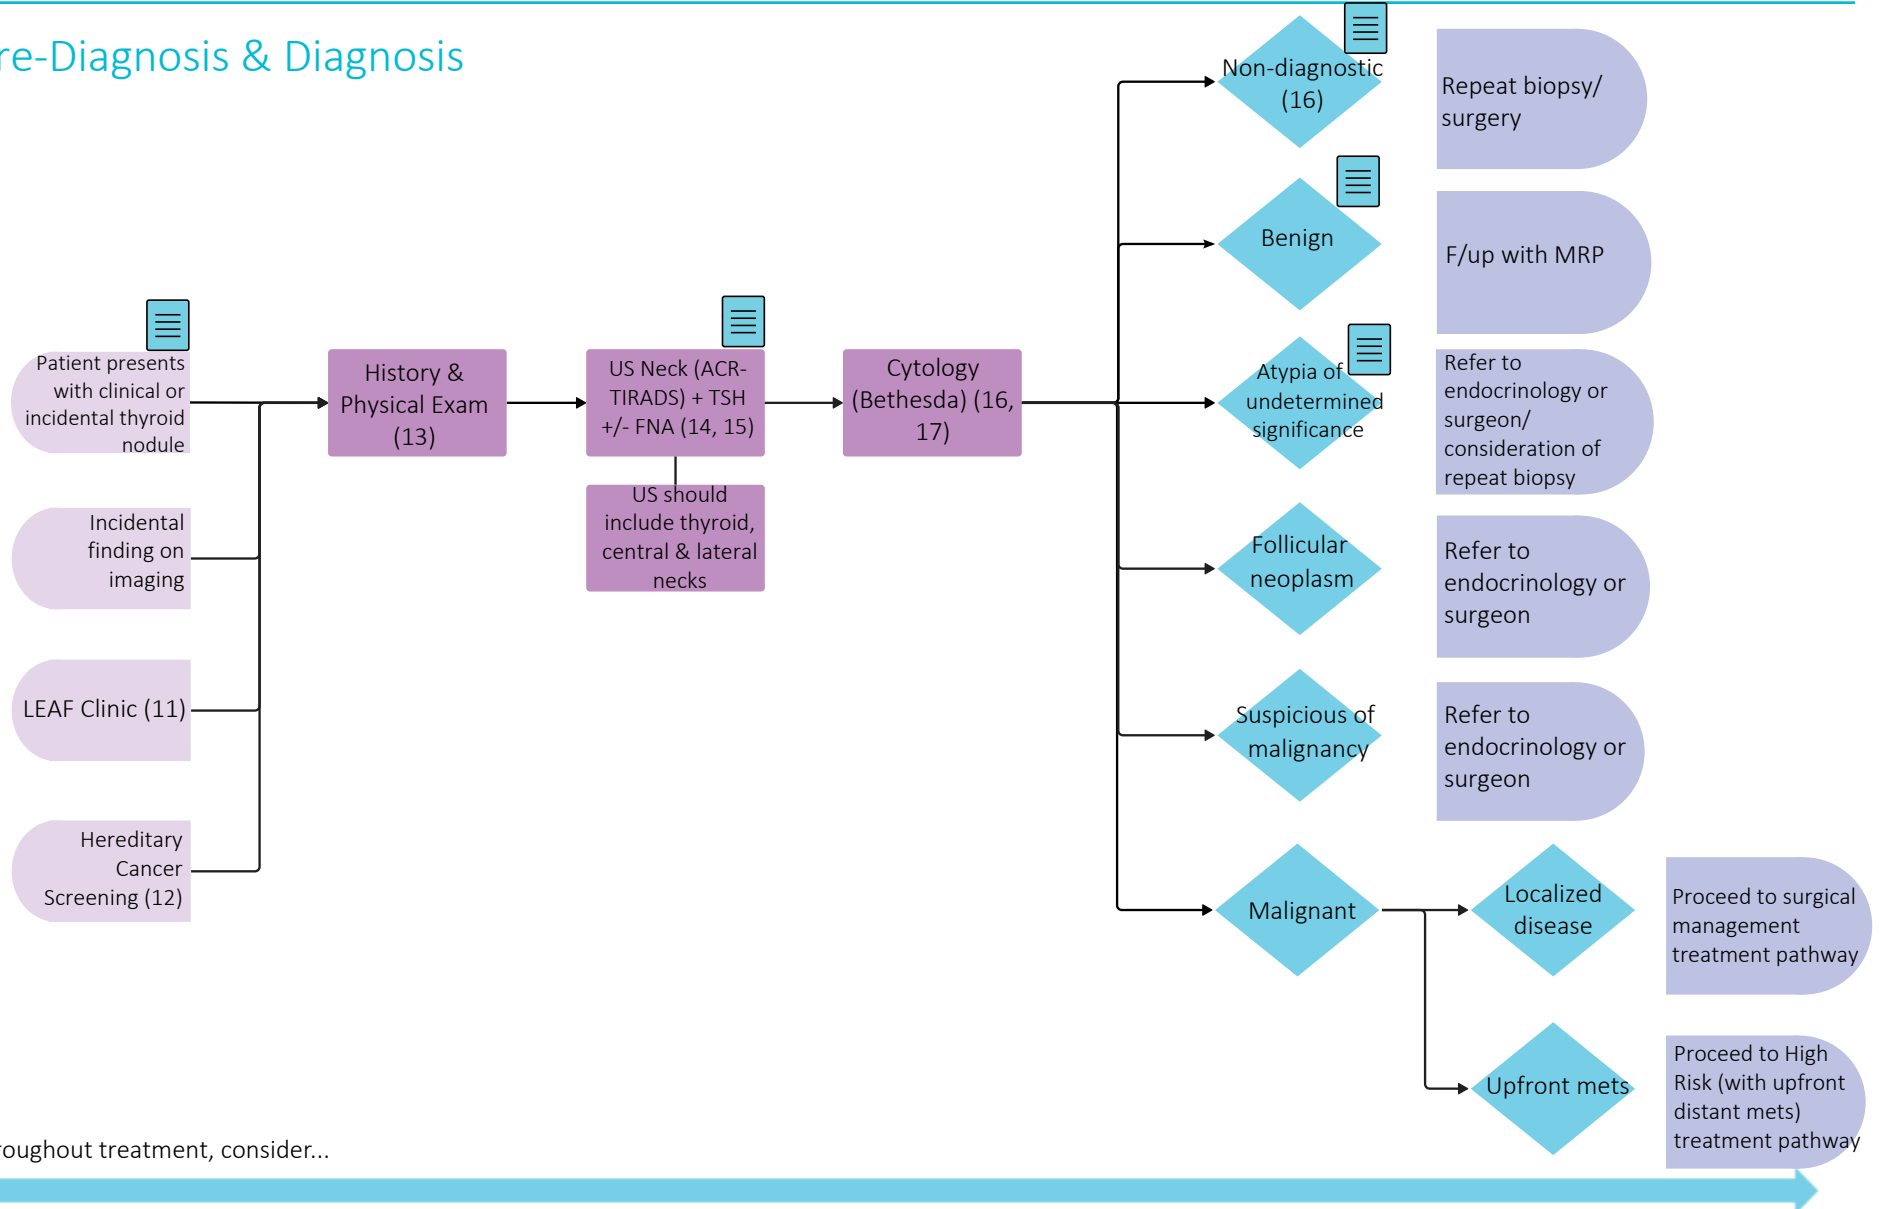 re-Diagnosis & Diagnosis
Patient presents
with clinical or
incidental thyroid
nodule
Incidental
finding on
imaging
LEAF Clinic (11)
Hereditary
Cancer
Screening (12)
History &
Physical Exam
(13)
US Neck (ACR-
TIRADS) + TSH
+/- FNA (14, 15)
US should
include thyroid,
central & lateral
necks
Cytology
(Bethesda) (16,
17)
Non-diagnostic
(16)
Repeat biopsy/
surgery
Benign
F/up with MRP
Atypia of
undetermined
significance
Refer to
endocrinology or
surgeon/
consideration of
repeat biopsy
Follicular
neoplasm
Refer to
endocrinology or
surgeon
Suspicious of
malignancy
Refer to
endocrinology or
surgeon
Malignant
Localized
disease
Proceed to surgical
management
treatment pathway
Upfront mets
Proceed to High
Risk (with upfront
distant mets)
treatment pathway
roughout treatment, consider...